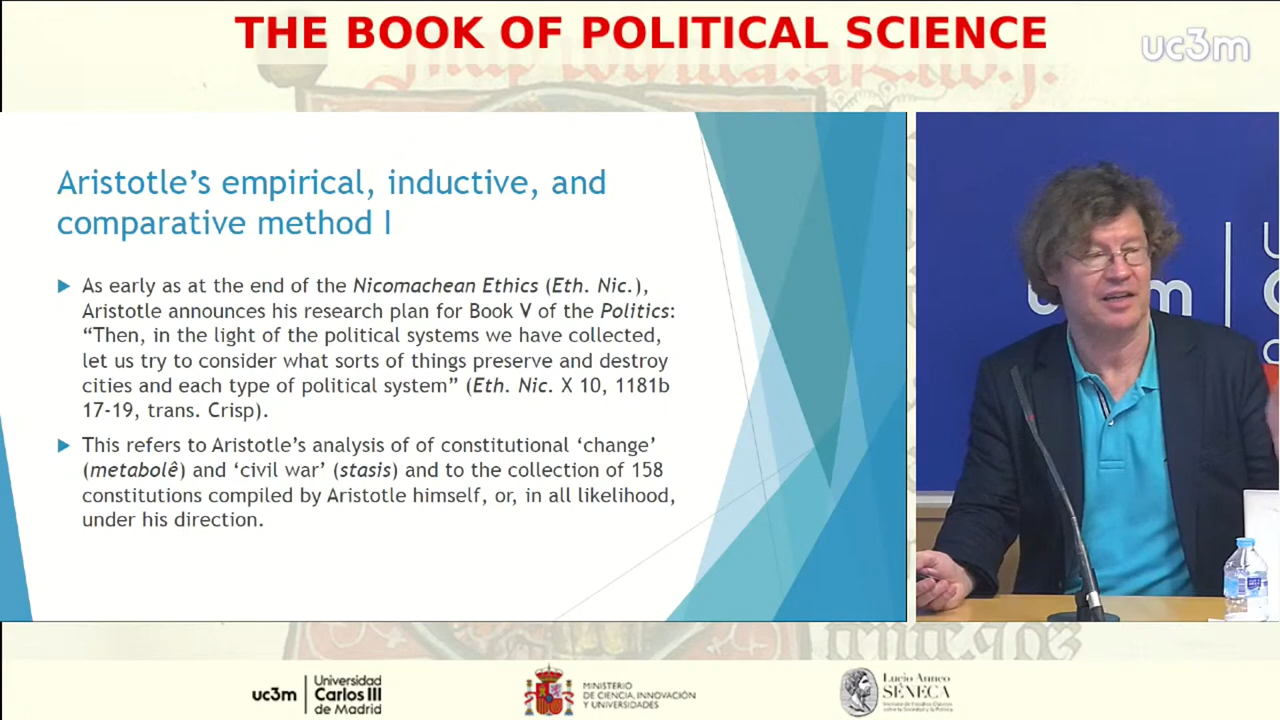 THE BOOK OF POLITICAL SCIENCE
uc3m
Aristotle’s empirical, inductive, and
comparative method I
As early as at the end of the Nicomachean Ethics (Eth. Nic.),
Aristotle announces his research plan for Book V of the Politics:
“Then, in the light of the political systems we have collected,
let us try to consider what sorts of things preserve and destroy
cities and each type of political system” (Eth. Nic. X 10, 1181b
17-19, trans. Crisp).
This refers to Aristotle’s analysis of of constitutional ‘change’
(metabolê) and ‘civil war’ (stasis) and to the collection of 158
constitutions compiled by Aristotle himself, or, in all likelihood,
under his direction.
uc3m
Universidad
Carlos III
de Madrid
MINISTERIO
DE CIENCIA, INNOVACIÓN
Y UNIVERSIDADES
Lucio Anneo
SÉNECA